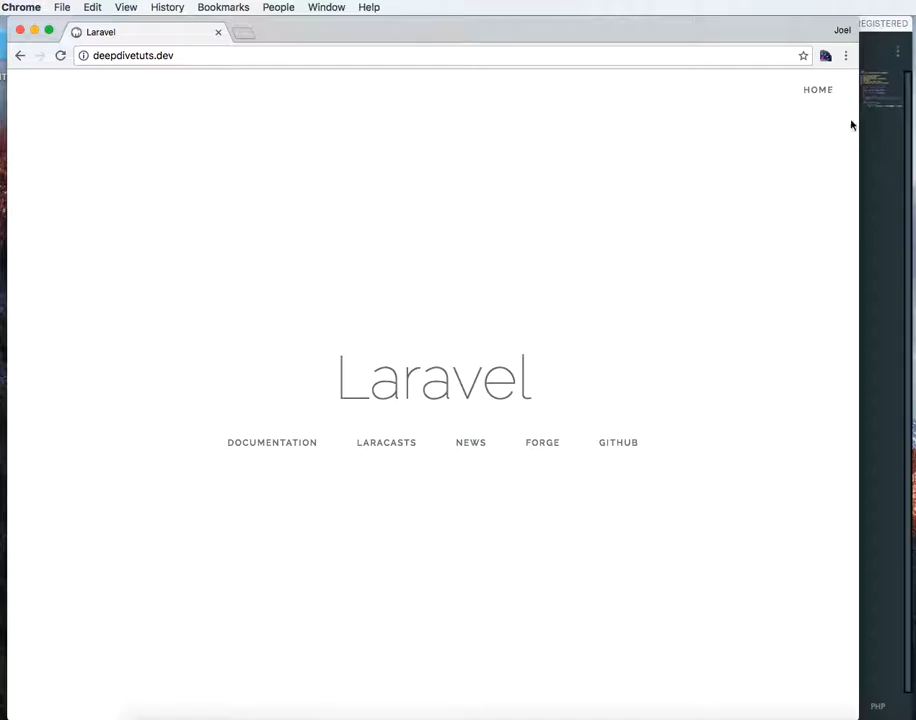 Chrome File Edit View History Bookmarks People Window Help
Laravel
Joel
EGISTERED
deepdivetuts.dev
HOME
Laravel
DOCUMENTATION LARACASTS NEWS FORGE GITHUB
PHP